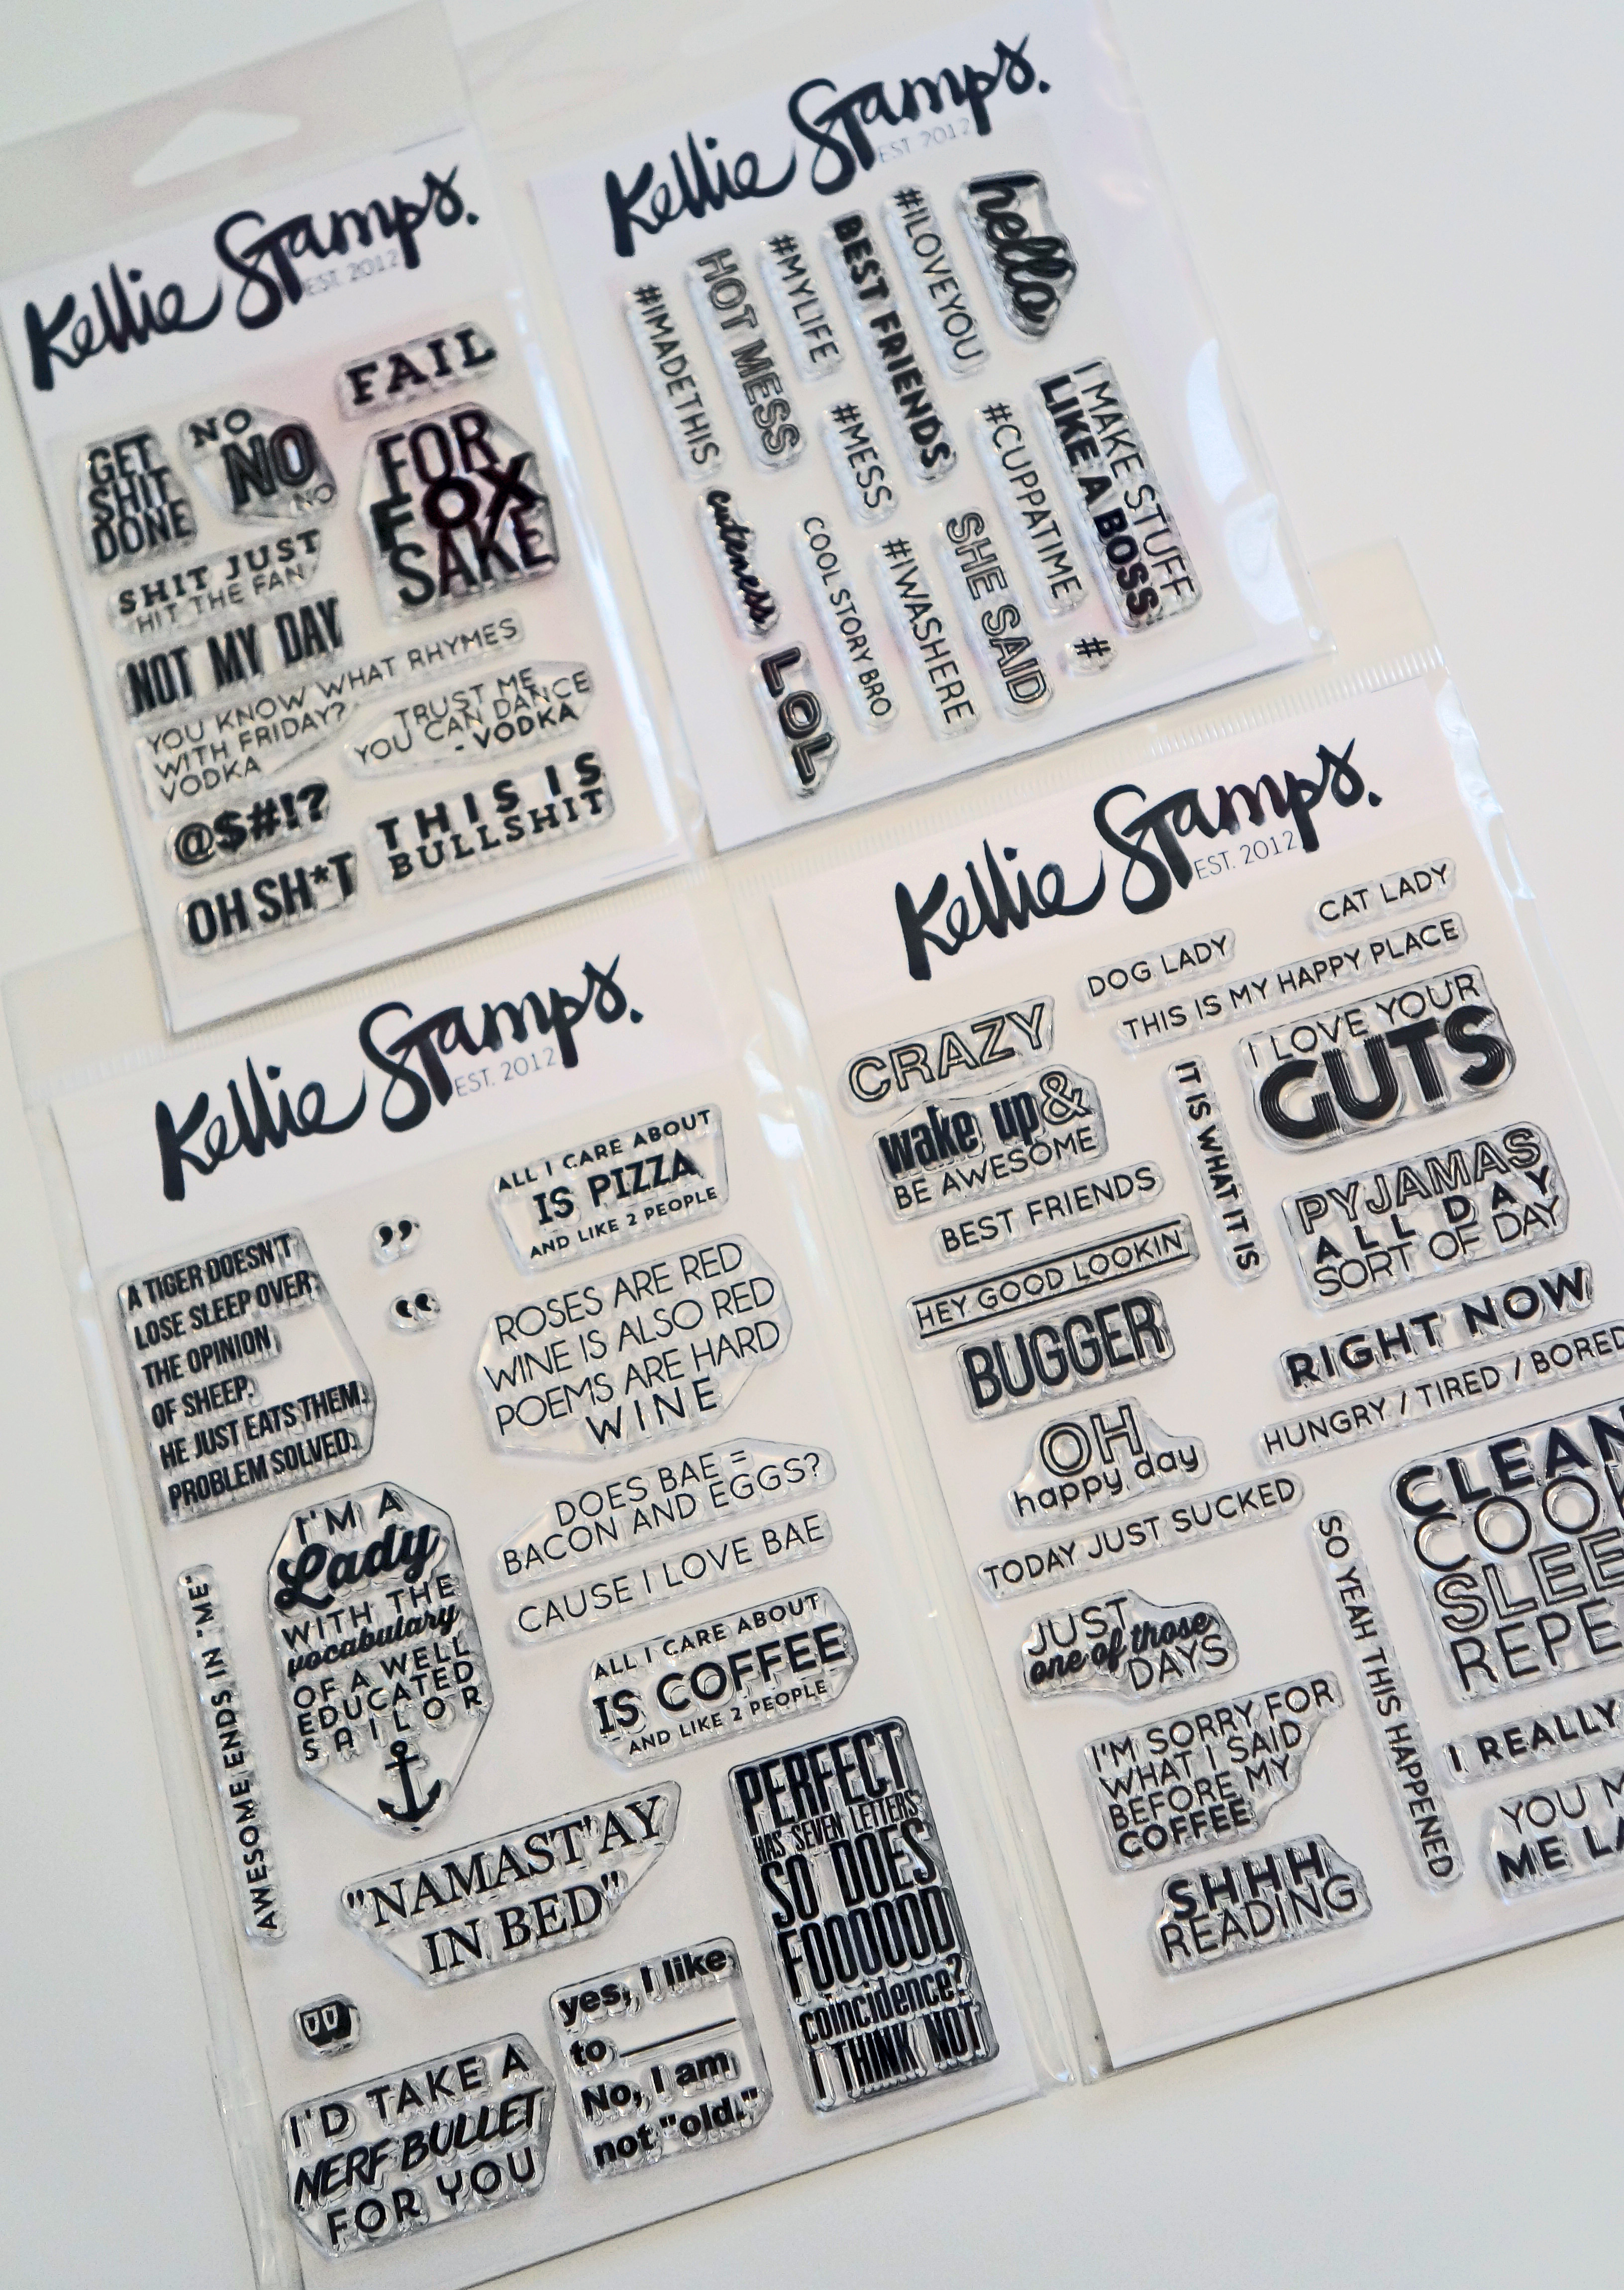 Kellie Stamps.
EST. 2012
FAIL
GET
SHIT
DONE
NO
NO
NO
FOR
FOX
SAKE
SHIT JUST
HIT THE FAN
NOT MY DAY
YOU KNOW WHAT RHYMES
WITH FRIDAY?
VODKA
TRUST ME
YOU CAN DANCE
- VODKA
@$#!?
THIS IS
BULLSHIT
OH SH*T
Kellie Stamps.
EST 2012
#IMADETHIS
HOT MESS
#MYLIFE
BEST FRIENDS
#ILOVEYOU
hello
cuteness
#MESS
#CUPPATIME
I MAKE STUFF
LIKE A BOSS
LOL
COOL STORY BRO
#IWASHERE
SHE SAID
#
Kellie Stamps.
EST. 2012
ALL I CARE ABOUT
IS PIZZA
AND LIKE 2 PEOPLE
A TIGER DOESN'T
LOSE SLEEP OVER
THE OPINION
OF SHEEP.
HE JUST EATS THEM.
PROBLEM SOLVED.
”
“
ROSES ARE RED
WINE IS ALSO RED
POEMS ARE HARD
WINE
DOES BAE =
BACON AND EGGS?
CAUSE I LOVE BAE
I'M A
Lady
WITH THE
vocabulary
OF A WELL
EDUCATED
SAILOR
AWESOME ENDS IN "ME"
ALL I CARE ABOUT
IS COFFEE
AND LIKE 2 PEOPLE
"NAMAST'AY
IN BED"
PERFECT
HAS SEVEN LETTERS
SO DOES
FOOOOOD
coincidence?
I THINK NOT
yes, I like
to
No, I am
not "old."
I'D TAKE A
NERF BULLET
FOR YOU
Kellie Stamps.
EST. 2012
CAT LADY
DOG LADY
THIS IS MY HAPPY PLACE
CRAZY
I LOVE YOUR
GUTS
wake up &
BE AWESOME
IT IS WHAT IT IS
BEST FRIENDS
PYJAMAS
ALL DAY
SORT OF DAY
HEY GOOD LOOKIN'
BUGGER
RIGHT NOW
HUNGRY / TIRED / BORED
OH
happy day
TODAY JUST SUCKED
CLEAN
COO
SLEE
REPE
JUST
one of those
DAYS
SO YEAH THIS HAPPENED
I'M SORRY FOR
WHAT I SAID
BEFORE MY
COFFEE
I REALLY
YOU M
ME LA
SHHH
READING